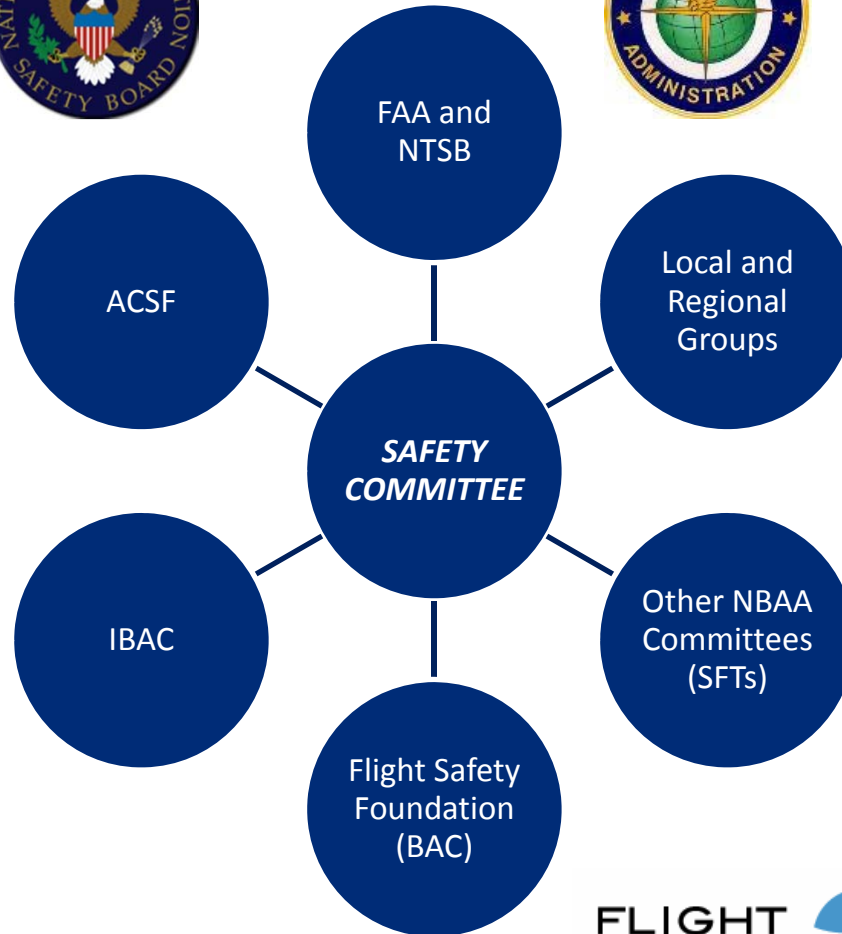 SAFETY BOARD
ADMINISTRATION
FAA and
NTSB
ACSF
Local and
Regional
Groups
SAFETY
COMMITTEE
IBAC
Other NBAA
Committees
(SFTs)
Flight Safety
Foundation
(BAC)
FLIGHT